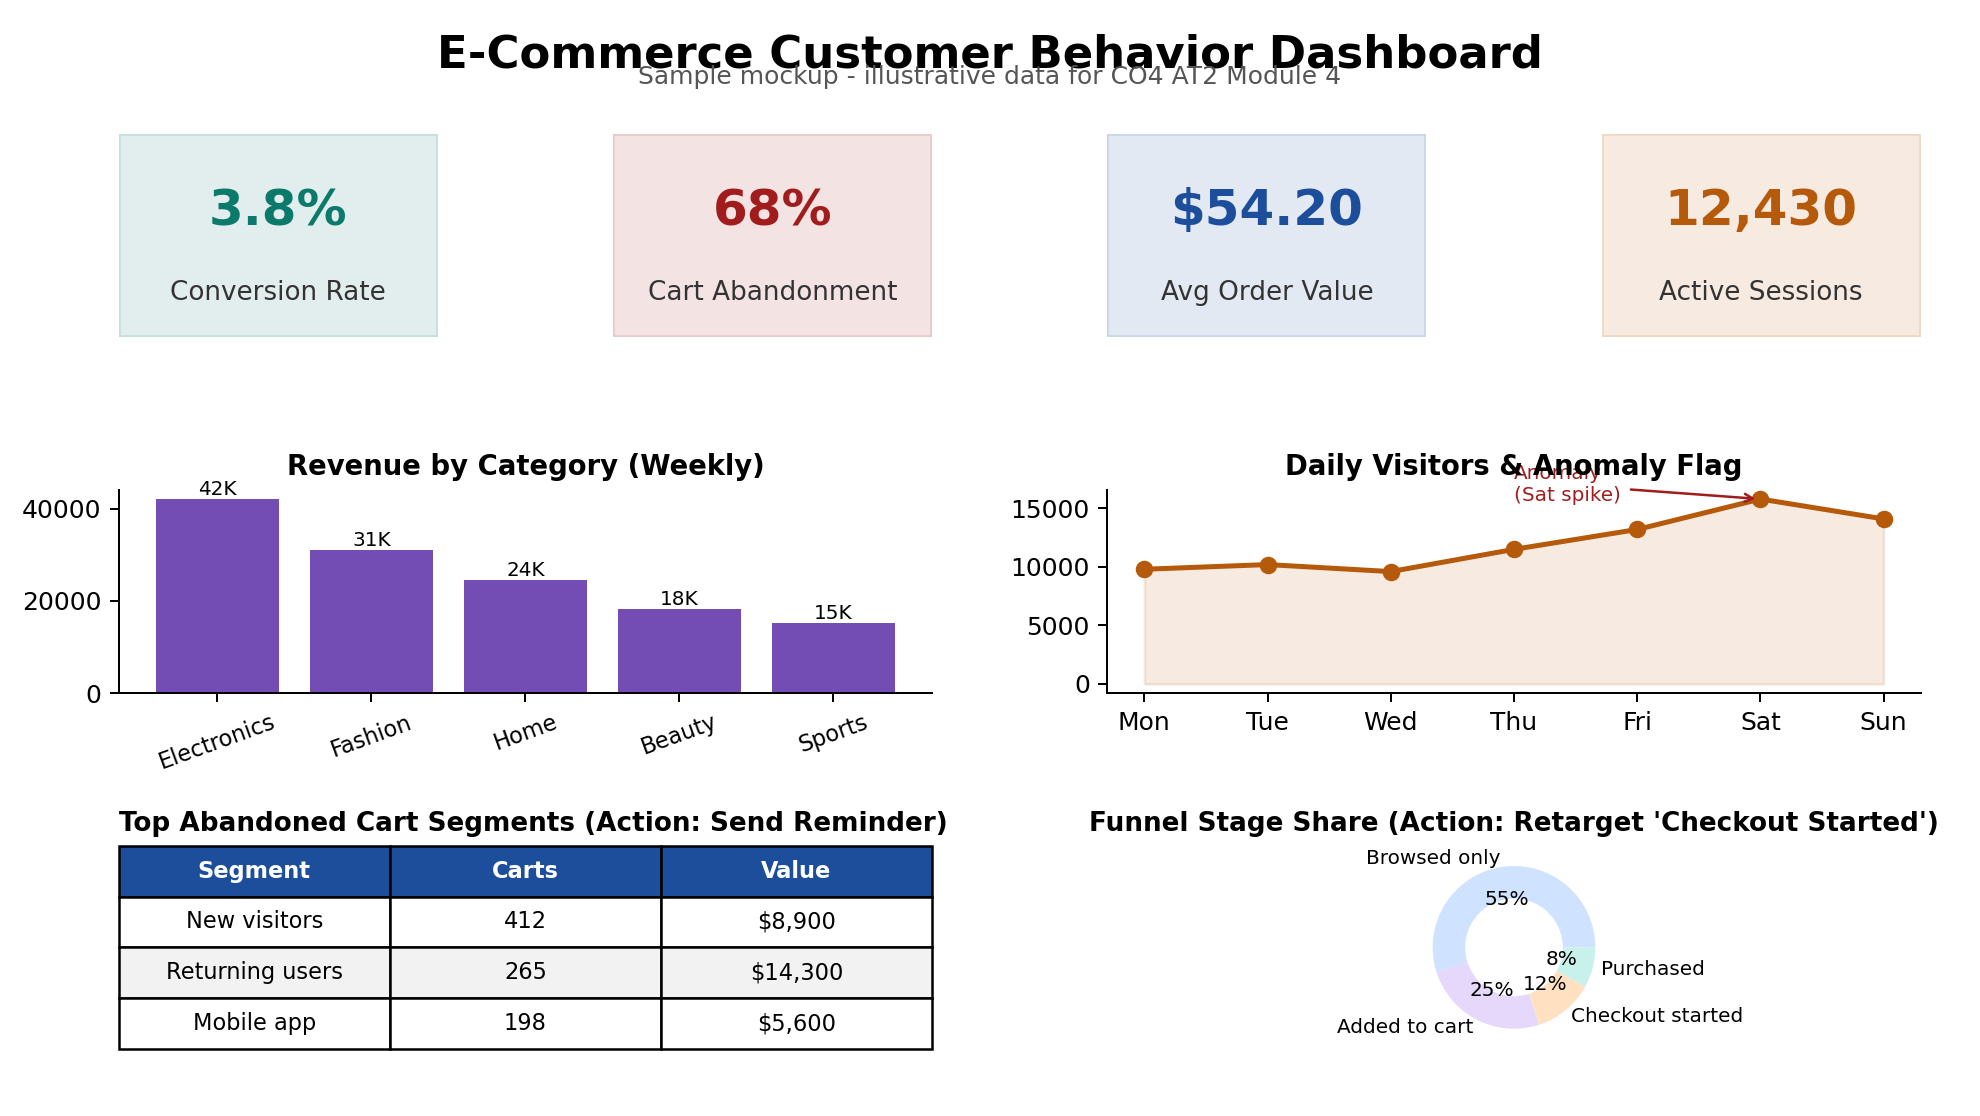 E-Commerce Customer Behavior Dashboard
Sample mockup - illustrative data for CO4 AT2 Module 4
3.8%
Conversion Rate
68%
Cart Abandonment
$54.20
Avg Order Value
12,430
Active Sessions
Revenue by Category (Weekly)
40000
20000
0
42K
31K
24K
18K
15K
Electronics
Fashion
Home
Beauty
Sports
Daily Visitors & Anomaly Flag
Anomaly
(Sat spike)
15000
10000
5000
0
Mon
Tue
Wed
Thu
Fri
Sat
Sun
Top Abandoned Cart Segments (Action: Send Reminder)
Segment Carts Value
New visitors 412 $8,900
Returning users 265 $14,300
Mobile app 198 $5,600
Funnel Stage Share (Action: Retarget 'Checkout Started')
Browsed only
55%
8%
Purchased
25%
12%
Checkout started
Added to cart